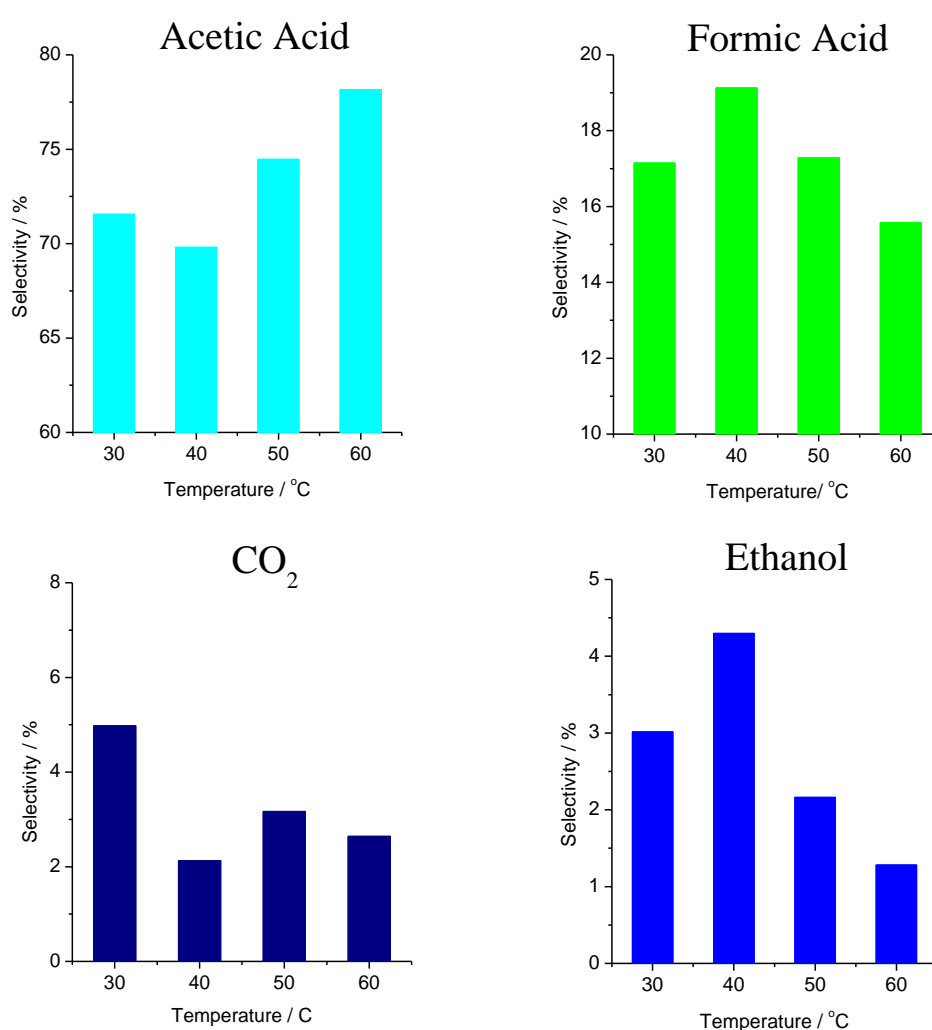 Acetic Acid
80
75
70
65
60
Selectivity / %
30 40 50 60
Temperature / °C
Formic Acid
20
18
16
14
12
10
Selectivity / %
30 40 50 60
Temperature/ °C
CO₂
8
6
4
2
0
Selectivity / %
30 40 50 60
Temperature / C
Ethanol
5
4
3
2
1
0
Selectivity / %
30 40 50 60
Temperature / °C